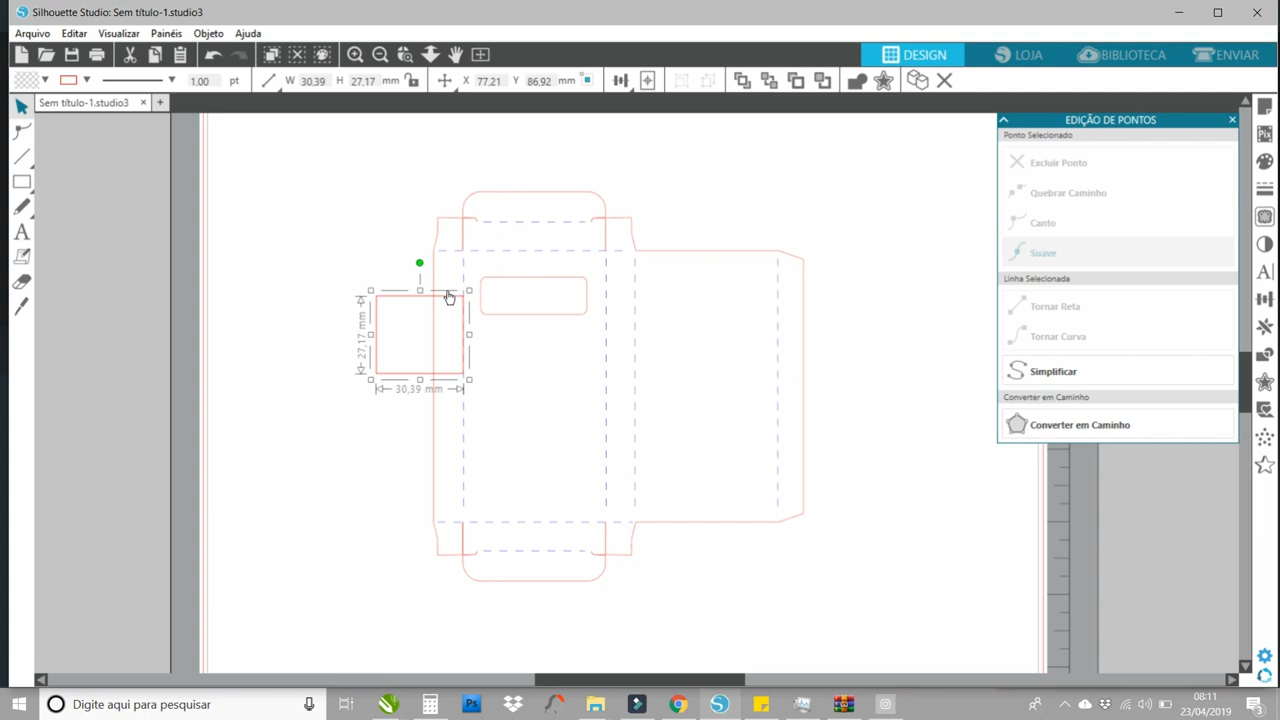 Silhouette Studio: Sem título-1.studio3
Arquivo Editar Visualizar Painéis Objeto Ajuda
DESIGN LOJA BIBLIOTECA ENVIAR
1.00 pt W 30,39 H 27,17 mm X 77,21 Y 86,92 mm
Sem título-1.studio3
EDIÇÃO DE PONTOS
Ponto Selecionado
Excluir Ponto
Quebrar Caminho
Canto
Suave
Linha Selecionada
Tornar Reta
Tornar Curva
Simplificar
Converter em Caminho
Converter em Caminho
27,17 mm
30,39 mm
Digite aqui para pesquisar
08:11
23/04/2019
3